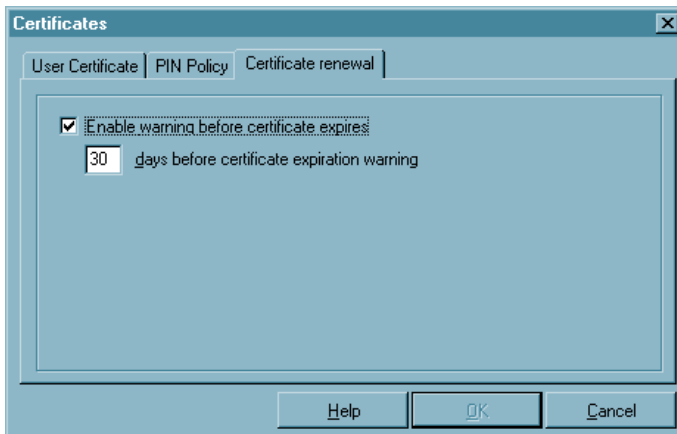 Certificates
User Certificate PIN Policy Certificate renewal
Enable warning before certificate expires
30 days before certificate expiration warning
Help OK Cancel